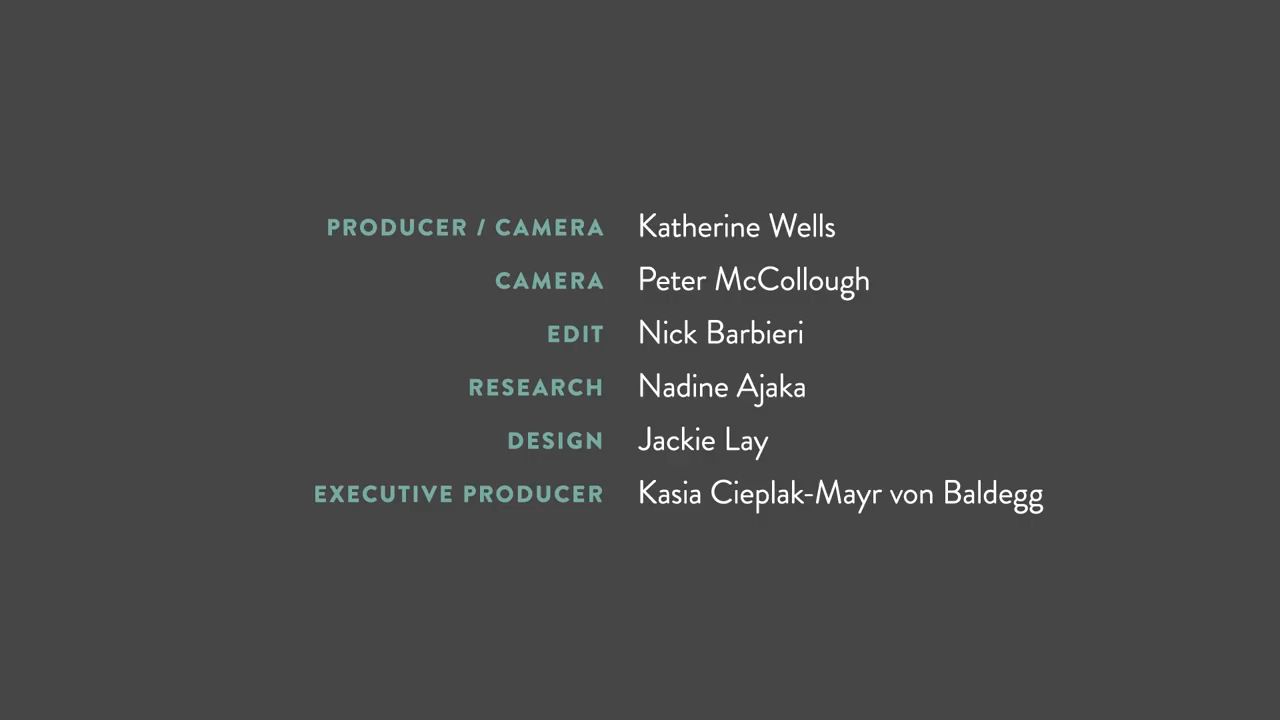 PRODUCER / CAMERA Katherine Wells
CAMERA Peter McCollough
EDIT Nick Barbieri
RESEARCH Nadine Ajaka
DESIGN Jackie Lay
EXECUTIVE PRODUCER Kasia Cieplak-Mayr von Baldegg